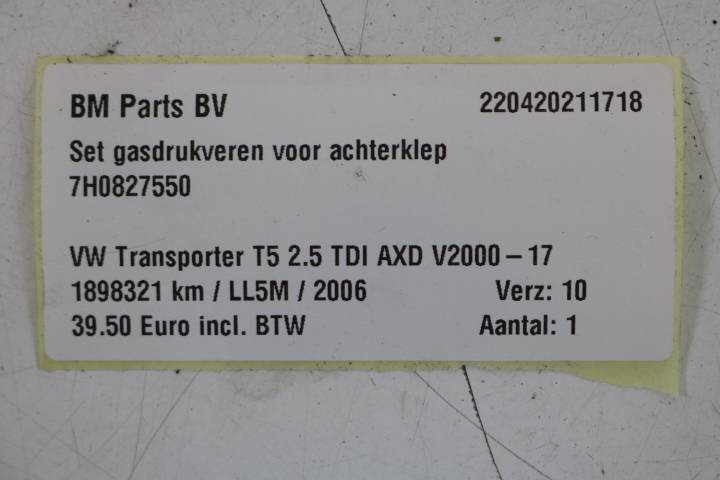 BM Parts BV 220420211718
Set gasdrukveren voor achterklep
7H0827550
VW Transporter T5 2.5 TDI AXD V2000 – 17
1898321 km / LL5M / 2006 Verz: 10
39.50 Euro incl. BTW Aantal: 1